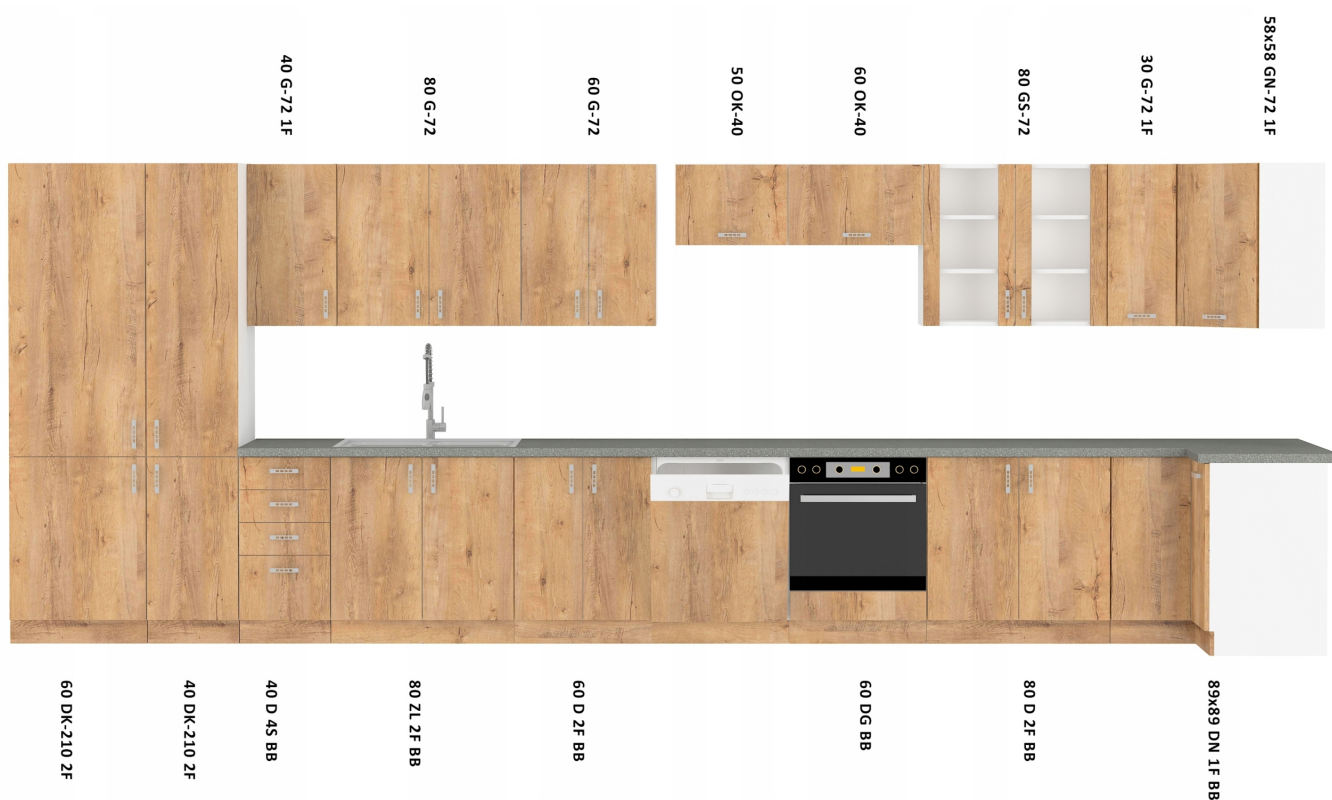 40 G-72 1F
80 G-72
60 G-72
50 OK-40
60 OK-40
80 GS-72
30 G-72 1F
58x58 GN-72 1F
60 DK-210 2F
40 DK-210 2F
40 D 4S BB
80 ZL 2F BB
60 D 2F BB
60 DG BB
80 D 2F BB
89x89 DN 1F BB